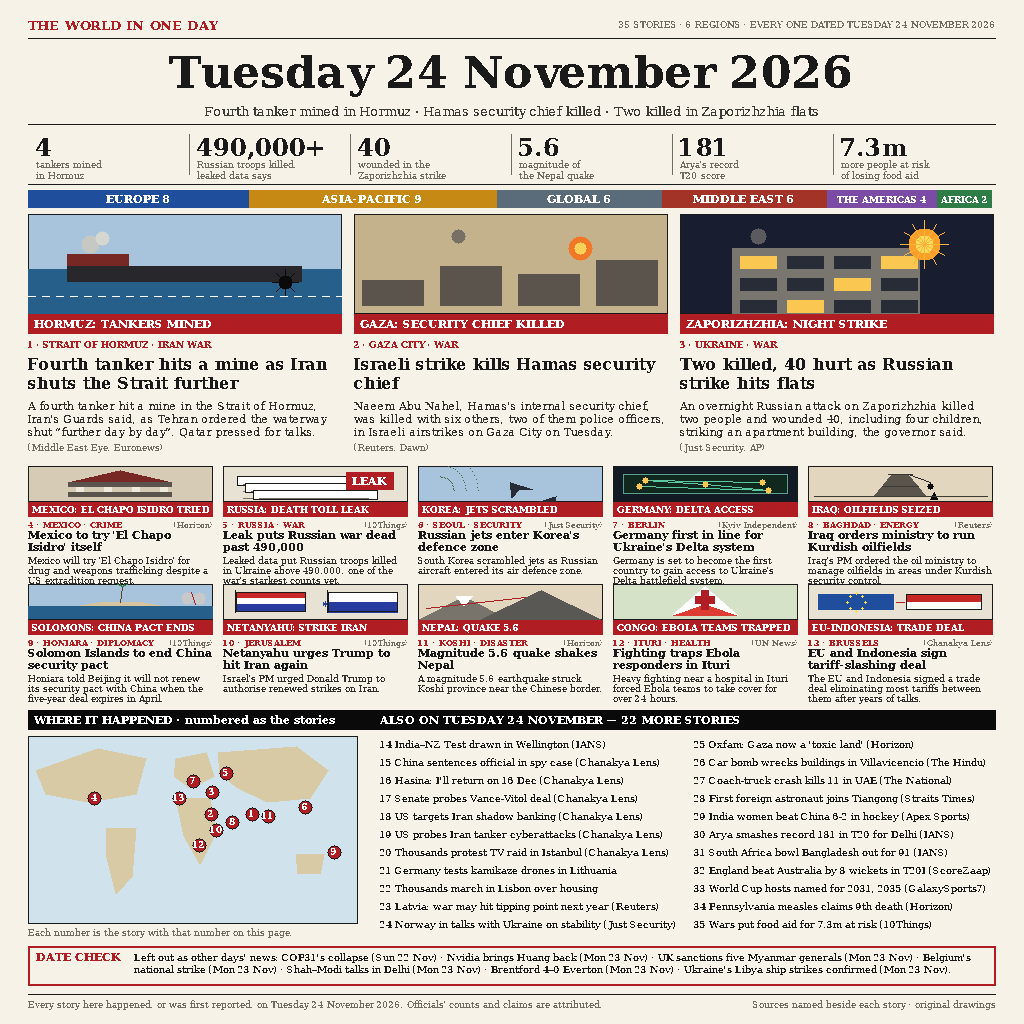 THE WORLD IN ONE DAY
35 STORIES · 6 REGIONS · EVERY ONE DATED TUESDAY 24 NOVEMBER 2026
Tuesday 24 November 2026
Fourth tanker mined in Hormuz · Hamas security chief killed · Two killed in Zaporizhzhia flats
4
tankers mined
in Hormuz
490,000+
Russian troops killed
leaked data says
40
wounded in the
Zaporizhzhia strike
5.6
magnitude of
the Nepal quake
181
Arya's record
T20 score
7.3m
more people at risk
of losing food aid
EUROPE 8
ASIA-PACIFIC 9
GLOBAL 6
MIDDLE EAST 6
THE AMERICAS 4
AFRICA 2
HORMUZ: TANKERS MINED
1 · STRAIT OF HORMUZ · IRAN WAR
Fourth tanker hits a mine as Iran
shuts the Strait further
A fourth tanker hit a mine in the Strait of Hormuz,
Iran's Guards said, as Tehran ordered the waterway
shut “further day by day”. Qatar pressed for talks.
(Middle East Eye. Euronews)
GAZA: SECURITY CHIEF KILLED
2 · GAZA CITY · WAR
Israeli strike kills Hamas security
chief
Naeem Abu Nahel, Hamas's internal security chief,
was killed with six others, two of them police officers,
in Israeli airstrikes on Gaza City on Tuesday.
(Reuters. Dawn)
ZAPORIZHZHIA: NIGHT STRIKE
3 · UKRAINE · WAR
Two killed, 40 hurt as Russian
strike hits flats
An overnight Russian attack on Zaporizhzhia killed
two people and wounded 40, including four children,
striking an apartment building, the governor said.
(Just Security. AP)
MEXICO: EL CHAPO ISIDRO TRIED
4 · MEXICO · CRIME (Horizon)
Mexico to try 'El Chapo
Isidro' itself
Mexico will try 'El Chapo Isidro' for
drug and weapons trafficking despite a
US extradition request.
LEAK
RUSSIA: DEATH TOLL LEAK
5 · RUSSIA · WAR (10Things)
Leak puts Russian war dead
past 490,000
Leaked data put Russian troops killed
in Ukraine above 490,000, one of the
war's starkest counts yet.
KOREA: JETS SCRAMBLED
6 · SEOUL · SECURITY (Just Security)
Russian jets enter Korea's
defence zone
South Korea scrambled jets as Russian
aircraft entered its air defence zone.
GERMANY: DELTA ACCESS
7 · BERLIN (Kyiv Independent)
Germany first in line for
Ukraine's Delta system
Germany is set to become the first
country to gain access to Ukraine's
Delta battlefield system.
IRAQ: OILFIELDS SEIZED
8 · BAGHDAD · ENERGY (Reuters)
Iraq orders ministry to run
Kurdish oilfields
Iraq's PM ordered the oil ministry to
manage oilfields in areas under Kurdish
security control.
SOLOMONS: CHINA PACT ENDS
9 · HONIARA · DIPLOMACY (10Things)
Solomon Islands to end China
security pact
Honiara told Beijing it will not renew
its security pact with China when the
five-year deal expires in April.
NETANYAHU: STRIKE IRAN
10 · JERUSALEM (10Things)
Netanyahu urges Trump to
hit Iran again
Israel's PM urged Donald Trump to
authorise renewed strikes on Iran.
NEPAL: QUAKE 5.6
11 · KOSHI · DISASTER (Horizon)
Magnitude 5.6 quake shakes
Nepal
A magnitude 5.6 earthquake struck
Koshi province near the Chinese border.
CONGO: EBOLA TEAMS TRAPPED
12 · ITURI · HEALTH (UN News)
Fighting traps Ebola
responders in Ituri
Heavy fighting near a hospital in Ituri
forced Ebola teams to take cover for
over 24 hours.
EU-INDONESIA: TRADE DEAL
13 · BRUSSELS (Chanakya Lens)
EU and Indonesia sign
tariff-slashing deal
The EU and Indonesia signed a trade
deal eliminating most tariffs between
them after years of talks.
WHERE IT HAPPENED · numbered as the stories
4
7
5
13
3
2
10
8
1
11
6
12
9
Each number is the story with that number on this page.
ALSO ON TUESDAY 24 NOVEMBER — 22 MORE STORIES
14 India–NZ Test drawn in Wellington (IANS)
15 China sentences official in spy case (Chanakya Lens)
16 Hasina: I'll return on 16 Dec (Chanakya Lens)
17 Senate probes Vance-Vitol deal (Chanakya Lens)
18 US targets Iran shadow banking (Chanakya Lens)
19 US probes Iran tanker cyberattacks (Chanakya Lens)
20 Thousands protest TV raid in Istanbul (Chanakya Lens)
21 Germany tests kamikaze drones in Lithuania
22 Thousands march in Lisbon over housing
23 Latvia: war may hit tipping point next year (Reuters)
24 Norway in talks with Ukraine on stability (Just Security)
25 Oxfam: Gaza now a 'toxic land' (Horizon)
26 Car bomb wrecks buildings in Villavicencio (The Hindu)
27 Coach-truck crash kills 11 in UAE (The National)
28 First foreign astronaut joins Tiangong (Straits Times)
29 India women beat China 6-2 in hockey (Apex Sports)
30 Arya smashes record 181 in T20 for Delhi (IANS)
31 South Africa bowl Bangladesh out for 91 (IANS)
32 England beat Australia by 8 wickets in T20I (ScoreZaap)
33 World Cup hosts named for 2031, 2035 (GalaxySports7)
34 Pennsylvania measles claims 9th death (Horizon)
35 Wars put food aid for 7.3m at risk (10Things)
DATE CHECK
Left out as other days' news: COP31's collapse (Sun 22 Nov) · Nvidia brings Huang back (Mon 23 Nov) · UK sanctions five Myanmar generals (Mon 23 Nov) · Belgium's
national strike (Mon 23 Nov) · Shah–Modi talks in Delhi (Mon 23 Nov) · Brentford 4–0 Everton (Mon 23 Nov) · Ukraine's Libya ship strikes confirmed (Mon 23 Nov).
Every story here happened, or was first reported, on Tuesday 24 November 2026. Officials' counts and claims are attributed.
Sources named beside each story · original drawings